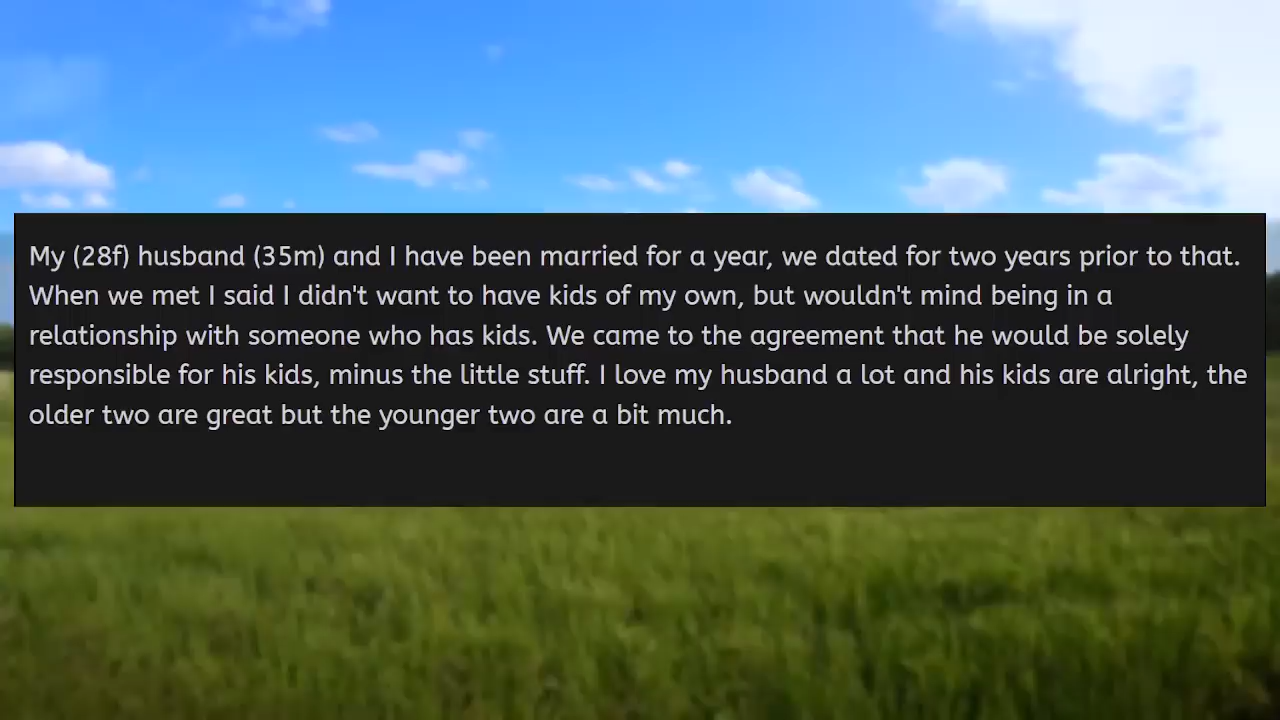 My (28f) husband (35m) and I have been married for a year, we dated for two years prior to that.
When we met I said I didn't want to have kids of my own, but wouldn't mind being in a
relationship with someone who has kids. We came to the agreement that he would be solely
responsible for his kids, minus the little stuff. I love my husband a lot and his kids are alright, the
older two are great but the younger two are a bit much.